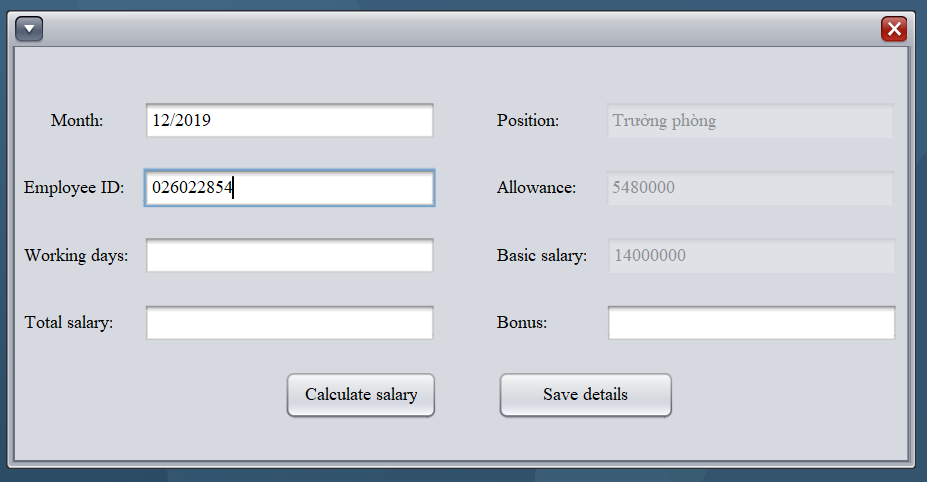 Month: 12/2019 Position: Trưởng phòng
Employee ID: 026022854 Allowance: 5480000
Working days: Basic salary: 14000000
Total salary: Bonus:
Calculate salary Save details